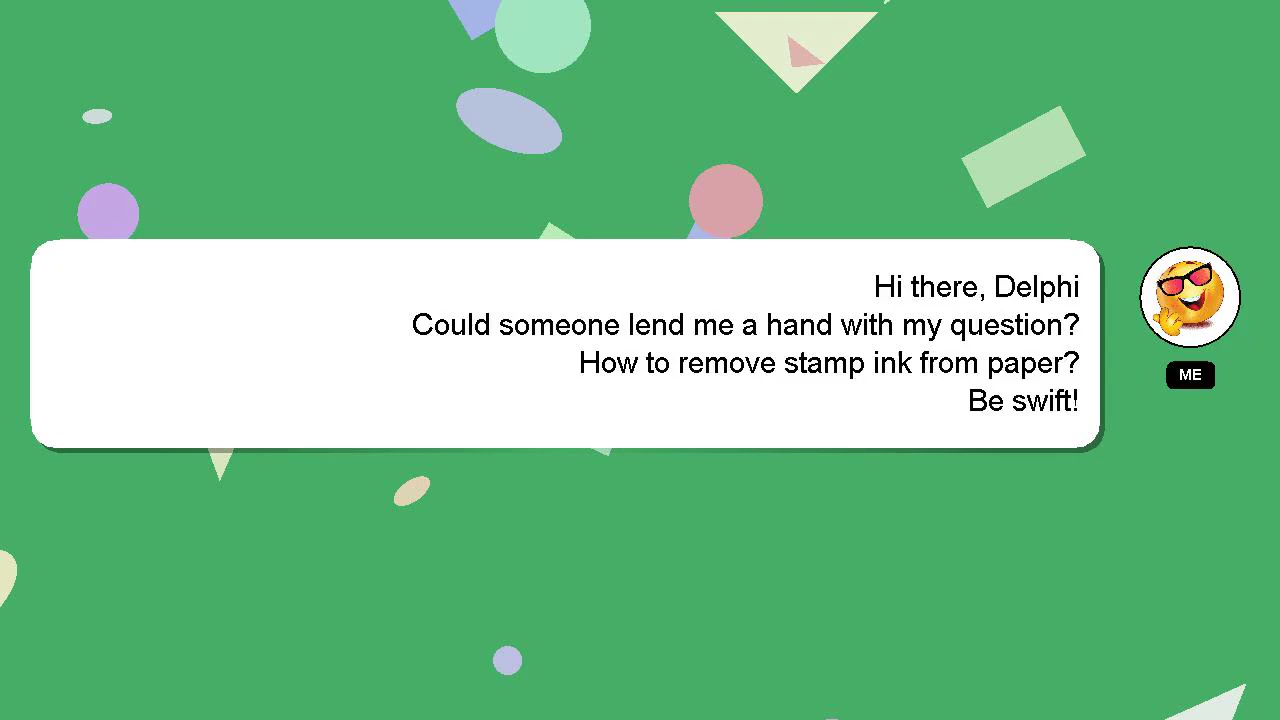 Hi there, Delphi
Could someone lend me a hand with my question?
How to remove stamp ink from paper?
Be swift!
ME